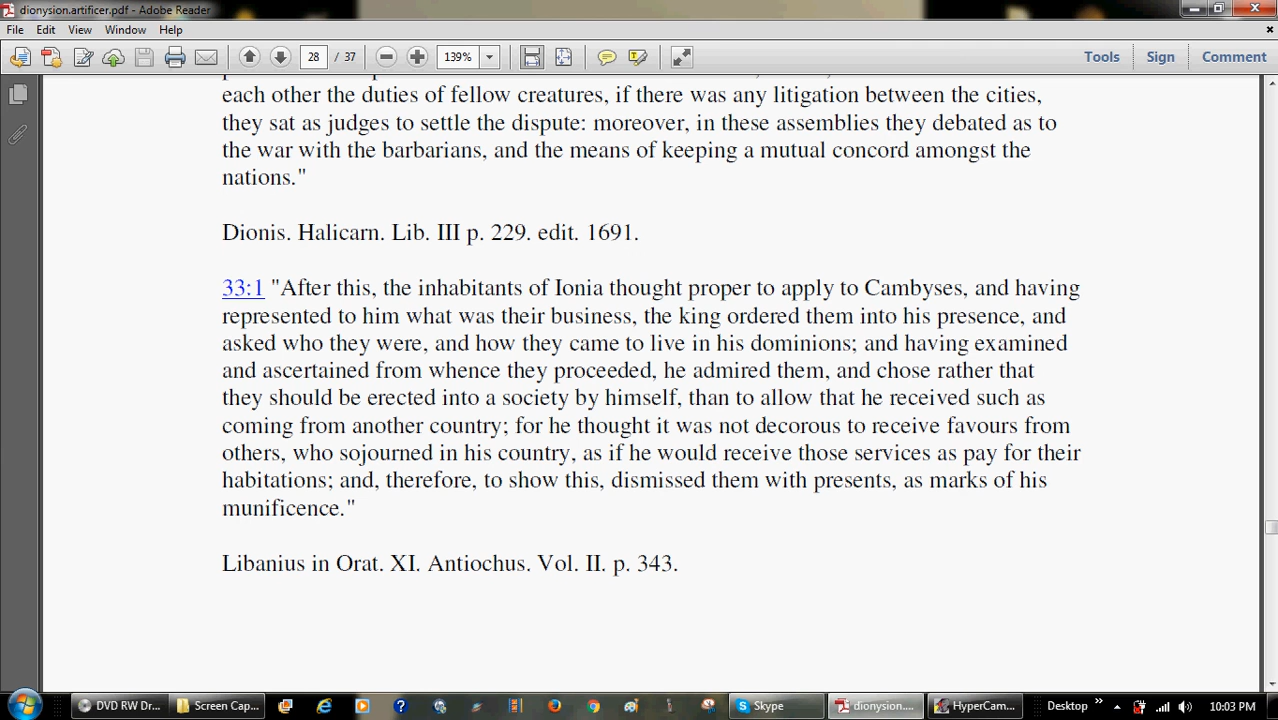 dionysion.artificer.pdf - Adobe Reader
File Edit View Window Help
28 / 37 139% Tools Sign Comment
each other the duties of fellow creatures, if there was any litigation between the cities,
they sat as judges to settle the dispute: moreover, in these assemblies they debated as to
the war with the barbarians, and the means of keeping a mutual concord amongst the
nations."
Dionis. Halicarn. Lib. III p. 229. edit. 1691.
33:1 "After this, the inhabitants of Ionia thought proper to apply to Cambyses, and having
represented to him what was their business, the king ordered them into his presence, and
asked who they were, and how they came to live in his dominions; and having examined
and ascertained from whence they proceeded, he admired them, and chose rather that
they should be erected into a society by himself, than to allow that he received such as
coming from another country; for he thought it was not decorous to receive favours from
others, who sojourned in his country, as if he would receive those services as pay for their
habitations; and, therefore, to show this, dismissed them with presents, as marks of his
munificence."
Libanius in Orat. XI. Antiochus. Vol. II. p. 343.
DVD RW Dr... Screen Cap... Skype dionysion.... HyperCam... Desktop 10:03 PM